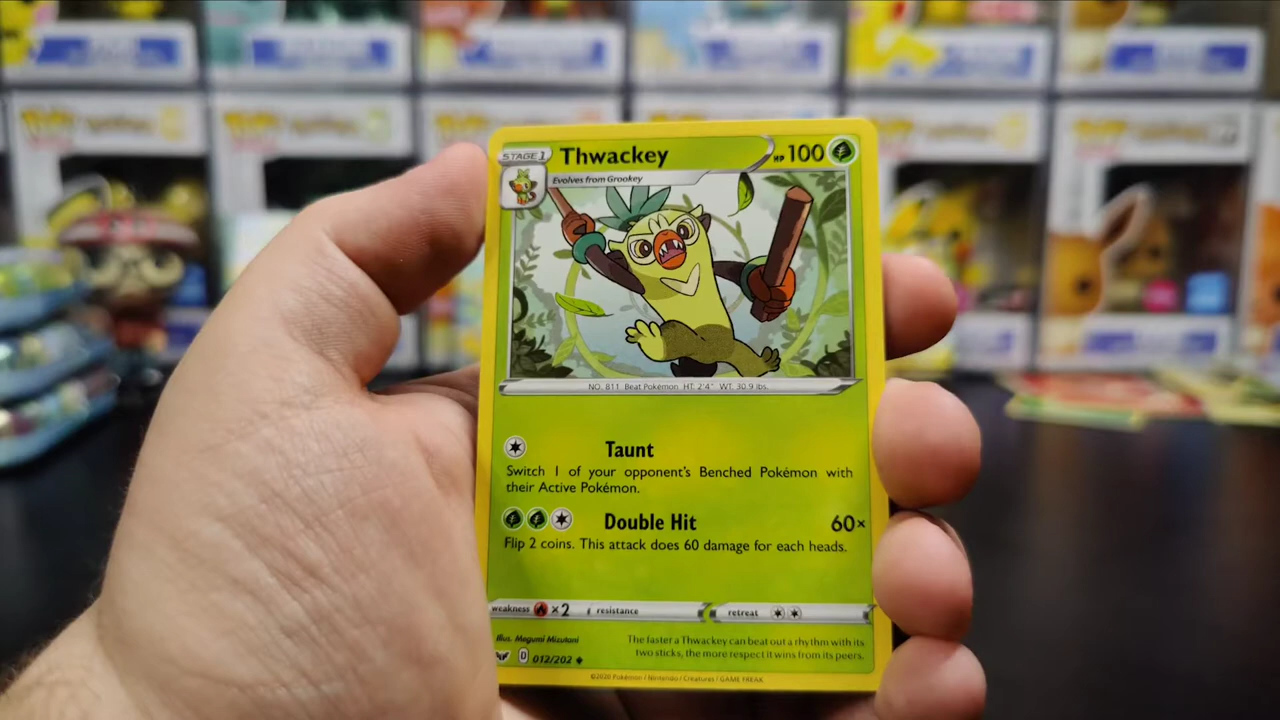 STAGE 1 Thwackey HP 100
Evolves from Grookey
NO. 811 Beat Pokémon HT: 2'4" WT: 30.9 lbs.
Taunt
Switch 1 of your opponent's Benched Pokémon with
their Active Pokémon.
Double Hit 60×
Flip 2 coins. This attack does 60 damage for each heads.
weakness ×2 resistance retreat
Illus. Megumi Mizutani
The faster a Thwackey can beat out a rhythm with its
two sticks, the more respect it wins from its peers.
D 012/202
©2020 Pokémon / Nintendo / Creatures / GAME FREAK